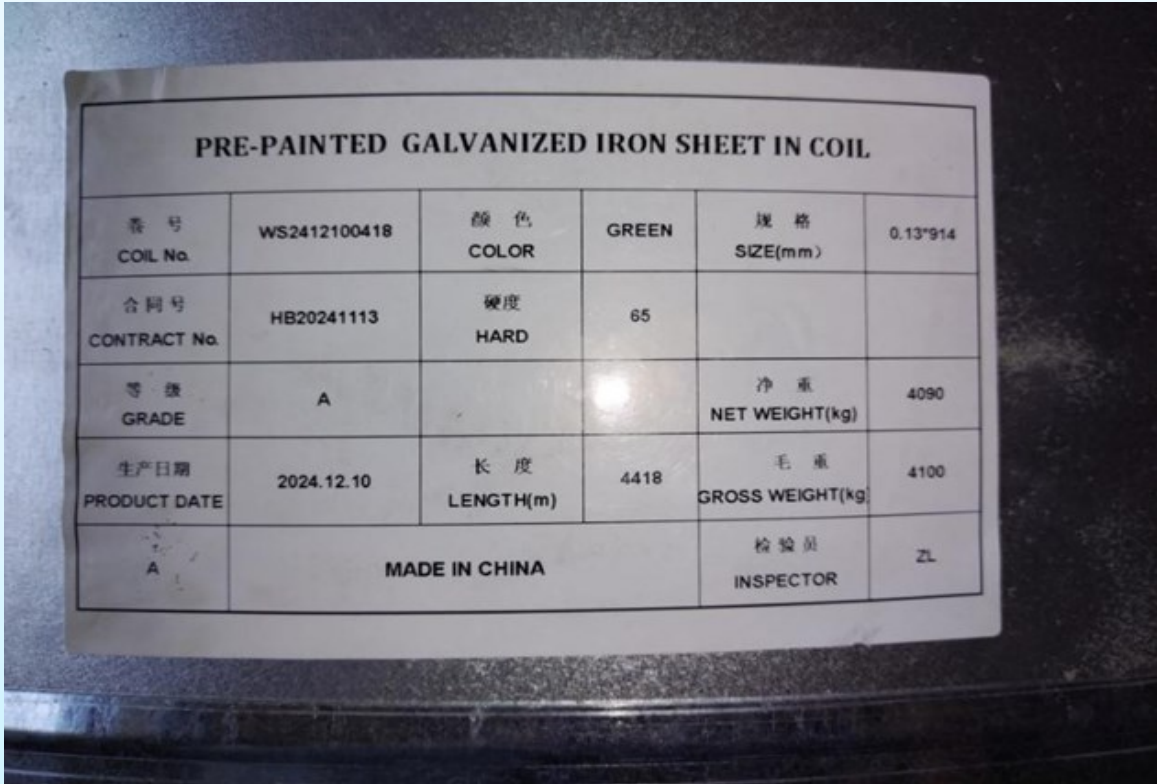 PRE-PAINTED GALVANIZED IRON SHEET IN COIL
卷号 WS2412100418 颜色 GREEN 规格 0.13*914
COIL No. COLOR SIZE(mm)
合同号 HB20241113 硬度 65
CONTRACT No. HARD
等级 A 净重 4090
GRADE NET WEIGHT(kg)
生产日期 2024.12.10 长度 4418 毛重 4100
PRODUCT DATE LENGTH(m) GROSS WEIGHT(kg)
A MADE IN CHINA 检验员 ZL
INSPECTOR